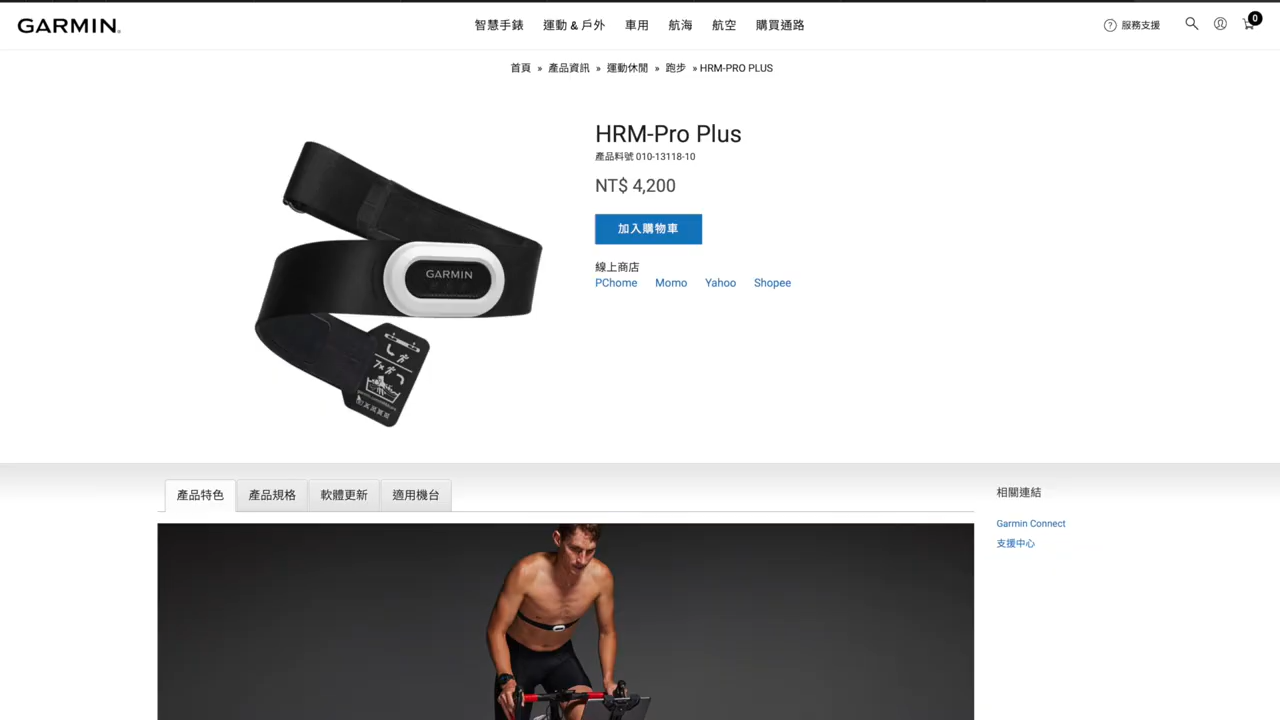 GARMIN.
智慧手錶 運動 & 戶外 車用 航海 航空 購買通路
? 服務支援
0
首頁 » 產品資訊 » 運動休閒 » 跑步 » HRM-PRO PLUS
HRM-Pro Plus
產品料號 010-13118-10
NT$ 4,200
加入購物車
線上商店
PChome Momo Yahoo Shopee
GARMIN
7x
產品特色 產品規格 軟體更新 適用機台
相關連結
Garmin Connect
支援中心